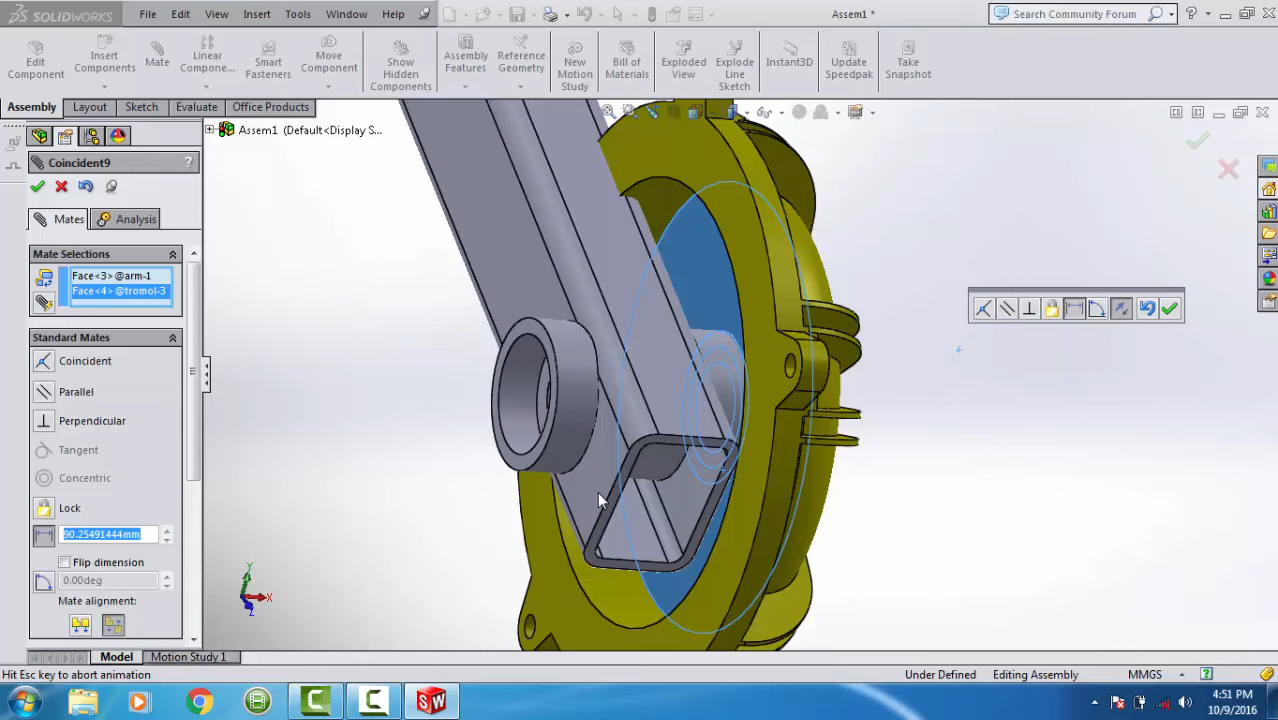 SOLIDWORKS File Edit View Insert Tools Window Help Assem1 * Search Community Forum
Edit Component
Insert Components
Mate
Linear Compone...
Smart Fasteners
Move Component
Show Hidden Components
Assembly Features
Reference Geometry
New Motion Study
Bill of Materials
Exploded View
Explode Line Sketch
Instant3D
Update Speedpak
Take Snapshot
Assembly Layout Sketch Evaluate Office Products
Assem1 (Default<Display S...
Coincident9 ?
Mates Analysis
Mate Selections
Face<3>@arm-1
Face<4>@tromol-3
Standard Mates
Coincident
Parallel
Perpendicular
Tangent
Concentric
Lock
90.25491444mm
Flip dimension
0.00deg
Mate alignment:
Y
X
Z
Model Motion Study 1
Hit Esc key to abort animation Under Defined Editing Assembly MMGS
4:51 PM
10/9/2016